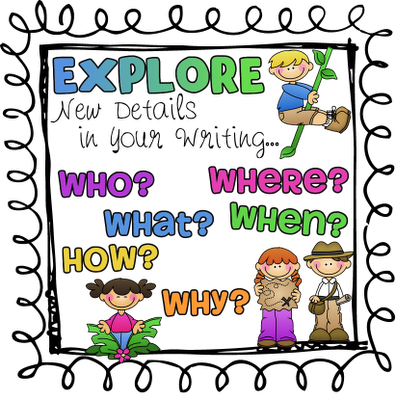 EXPLORE
New Details
in Your Writing...
WHO?
WHERE?
WHAT?
WHEN?
HOW?
WHY?